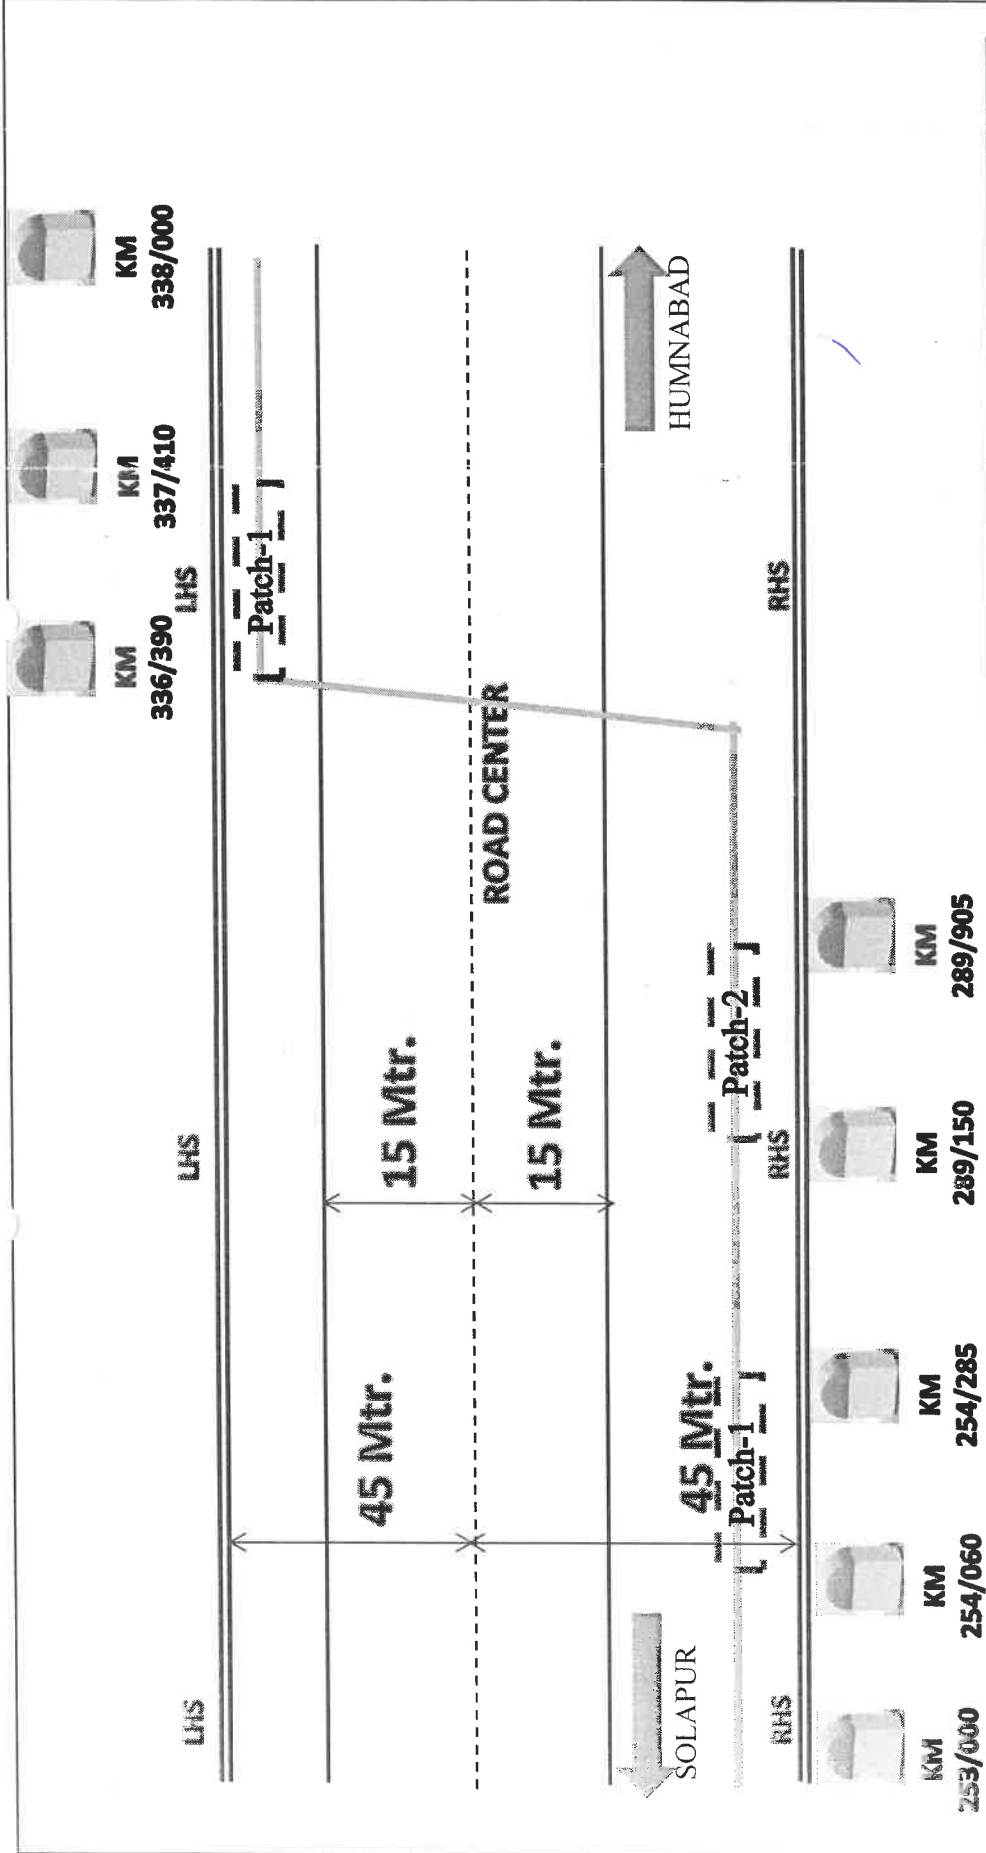 KM
336/390
KM
337/410
KM
338/000
LHS
LHS
LHS
Patch-1
45 Mtr.
15 Mtr.
ROAD CENTER
15 Mtr.
45 Mtr.
SOLAPUR
HUMNABAD
Patch-1
Patch-2
RHS
RHS
RHS
KM
253/000
KM
254/060
KM
254/285
KM
289/150
KM
289/905